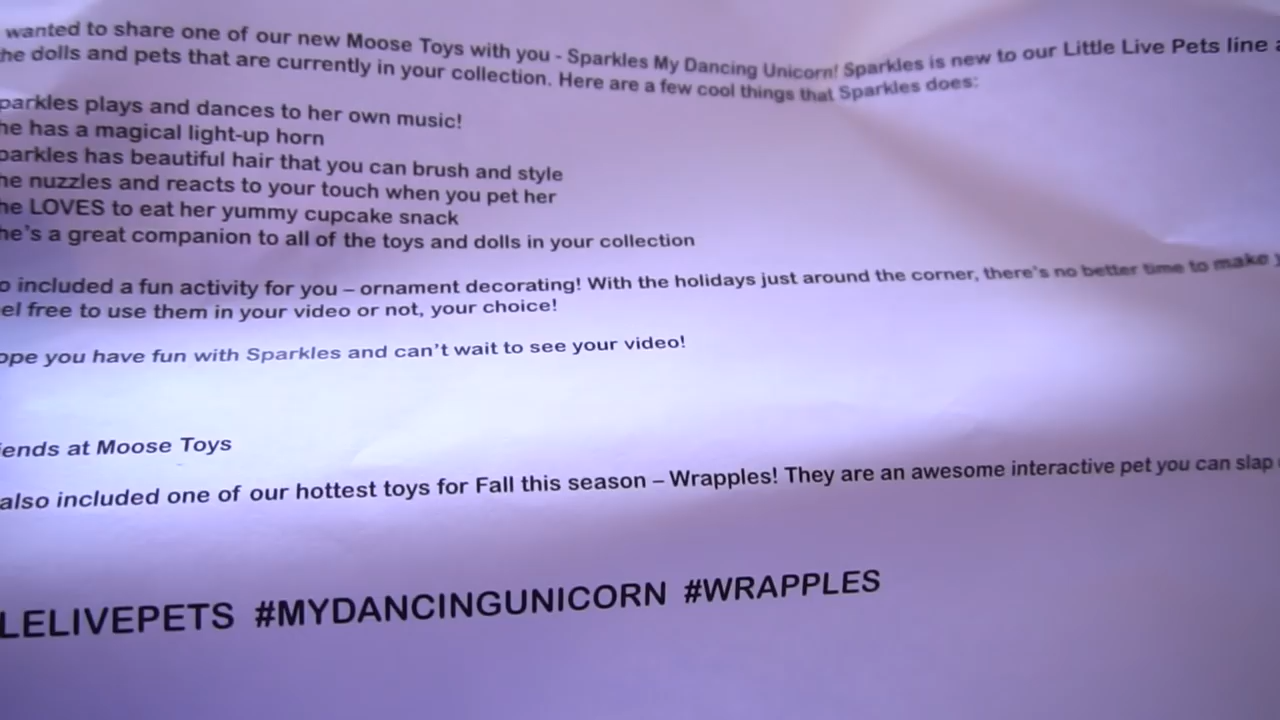 wanted to share one of our new Moose Toys with you - Sparkles My Dancing Unicorn! Sparkles is new to our Little Live Pets line a
he dolls and pets that are currently in your collection. Here are a few cool things that Sparkles does:
parkles plays and dances to her own music!
he has a magical light-up horn
parkles has beautiful hair that you can brush and style
he nuzzles and reacts to your touch when you pet her
he LOVES to eat her yummy cupcake snack
he's a great companion to all of the toys and dolls in your collection
o included a fun activity for you – ornament decorating! With the holidays just around the corner, there's no better time to make y
el free to use them in your video or not, your choice!
ope you have fun with Sparkles and can't wait to see your video!
iends at Moose Toys
also included one of our hottest toys for Fall this season – Wrapples! They are an awesome interactive pet you can slap
LELIVEPETS #MYDANCINGUNICORN #WRAPPLES